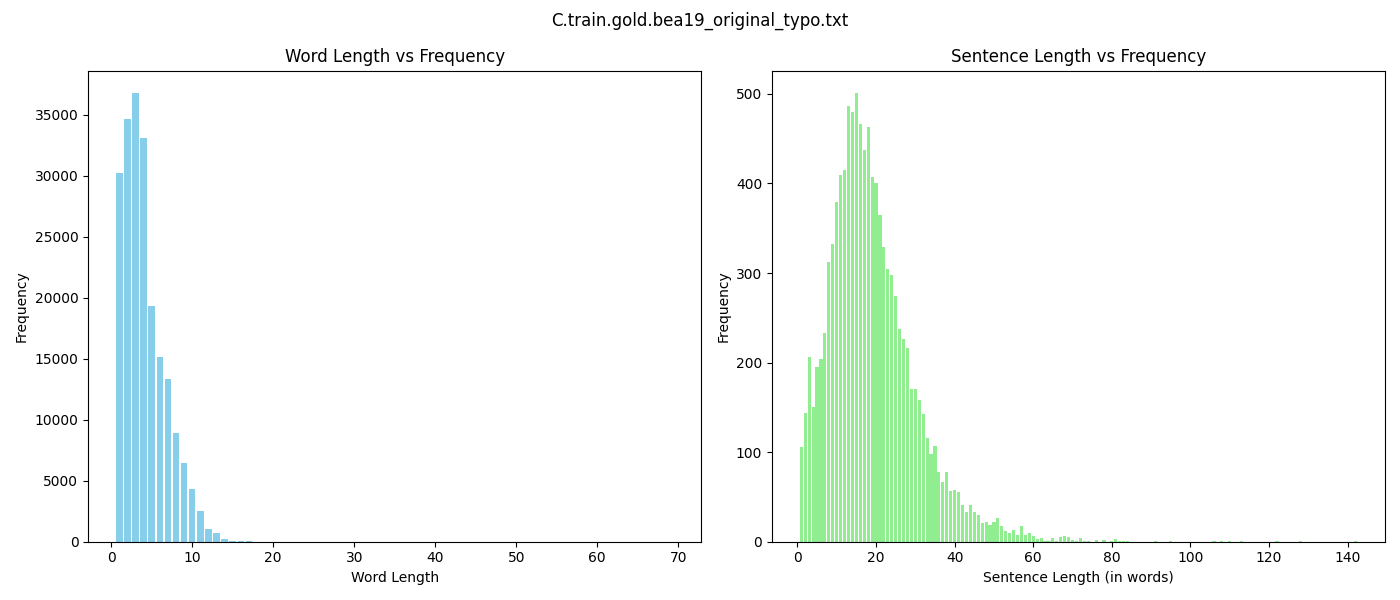 C.train.gold.bea19_original_typo.txt
Word Length vs Frequency
Frequency
35000
30000
25000
20000
15000
10000
5000
0
0 10 20 30 40 50 60 70
Word Length
Sentence Length vs Frequency
Frequency
500
400
300
200
100
0
0 20 40 60 80 100 120 140
Sentence Length (in words)